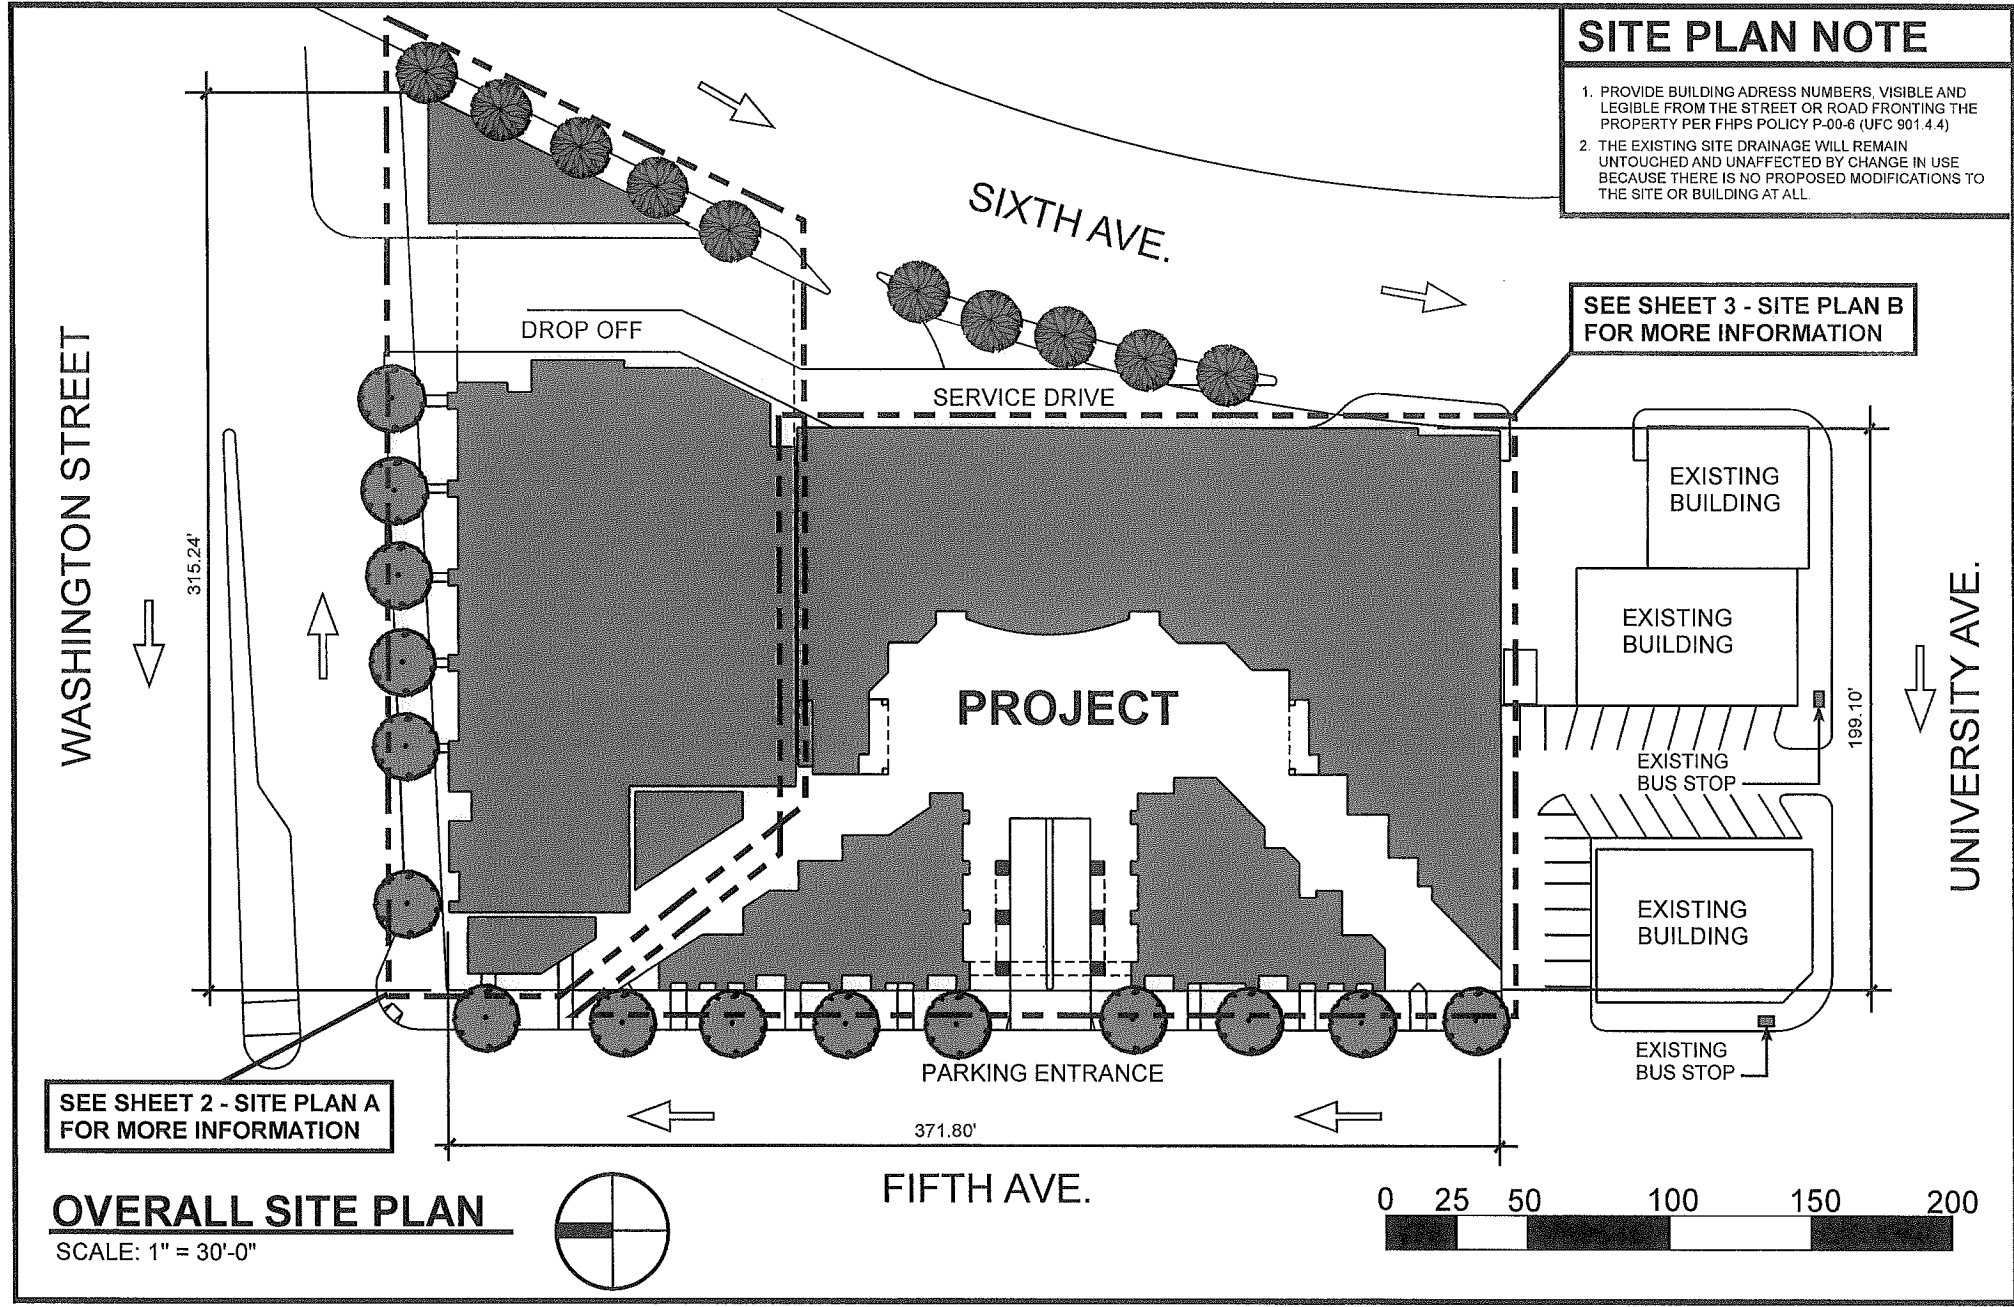 SITE PLAN NOTE
1. PROVIDE BUILDING ADRESS NUMBERS, VISIBLE AND
LEGIBLE FROM THE STREET OR ROAD FRONTING THE
PROPERTY PER FHPS POLICY P-00-6 (UFC 901.4.4)
2. THE EXISTING SITE DRAINAGE WILL REMAIN
UNTOUCHED AND UNAFFECTED BY CHANGE IN USE
BECAUSE THERE IS NO PROPOSED MODIFICATIONS TO
THE SITE OR BUILDING AT ALL.
SIXTH AVE.
SEE SHEET 3 - SITE PLAN B
FOR MORE INFORMATION
DROP OFF
SERVICE DRIVE
WASHINGTON STREET
315.24'
EXISTING
BUILDING
EXISTING
BUILDING
PROJECT
199.10'
UNIVERSITY AVE.
EXISTING
BUS STOP
EXISTING
BUILDING
EXISTING
BUS STOP
PARKING ENTRANCE
SEE SHEET 2 - SITE PLAN A
FOR MORE INFORMATION
371.80'
FIFTH AVE.
OVERALL SITE PLAN
SCALE: 1" = 30'-0"
0 25 50 100 150 200